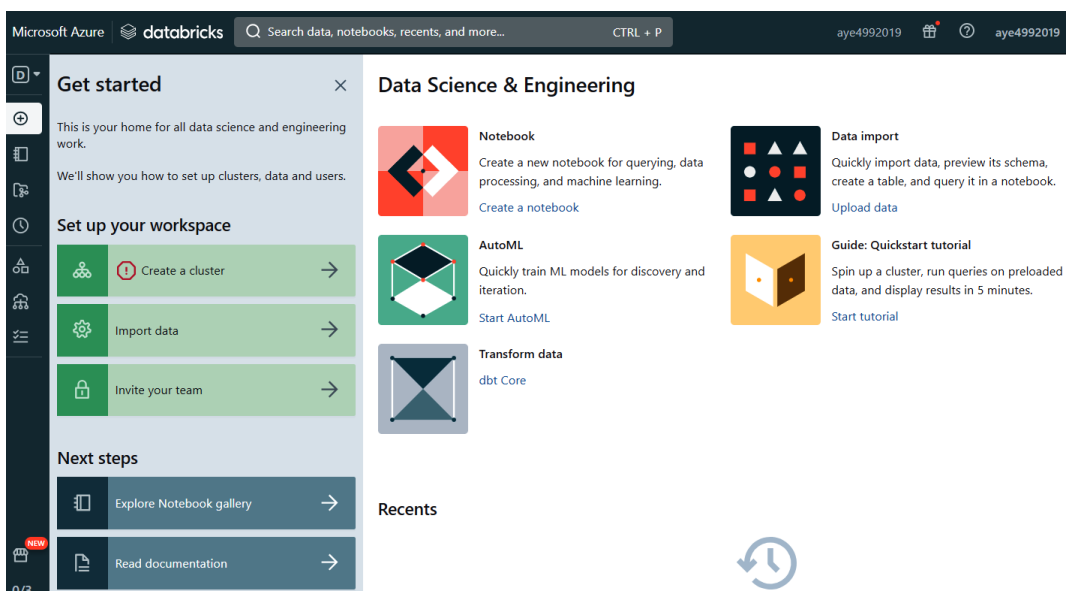 Microsoft Azure databricks Search data, notebooks, recents, and more... CTRL + P aye4992019 aye4992019
D
Get started
This is your home for all data science and engineering
work.
We'll show you how to set up clusters, data and users.
Set up your workspace
Create a cluster
Import data
Invite your team
Next steps
Explore Notebook gallery
Read documentation
NEW
0/3
Data Science & Engineering
Notebook
Create a new notebook for querying, data
processing, and machine learning.
Create a notebook
Data import
Quickly import data, preview its schema,
create a table, and query it in a notebook.
Upload data
AutoML
Quickly train ML models for discovery and
iteration.
Start AutoML
Guide: Quickstart tutorial
Spin up a cluster, run queries on preloaded
data, and display results in 5 minutes.
Start tutorial
Transform data
dbt Core
Recents